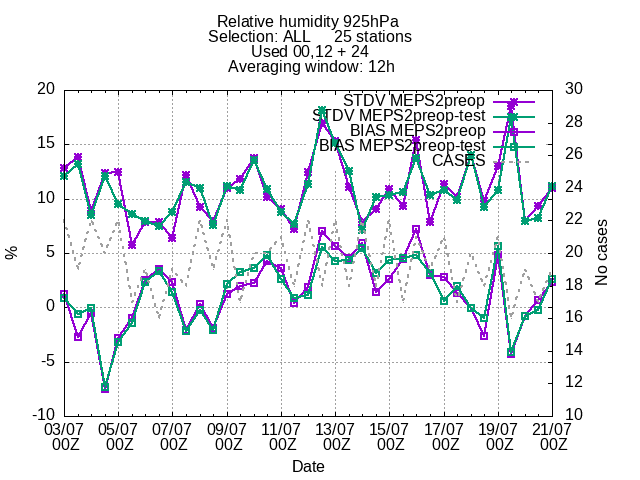 Relative humidity 925hPa
Selection: ALL 25 stations
Used 00,12 + 24
Averaging window: 12h
STDV MEPS2preop
STDV MEPS2preop-test
BIAS MEPS2preop
BIAS MEPS2preop-test
CASES
20
15
10
5
0
-5
-10
%
30
28
26
24
22
20
18
16
14
12
10
No cases
03/07 05/07 07/07 09/07 11/07 13/07 15/07 17/07 19/07 21/07
00Z 00Z 00Z 00Z 00Z 00Z 00Z 00Z 00Z 00Z
Date